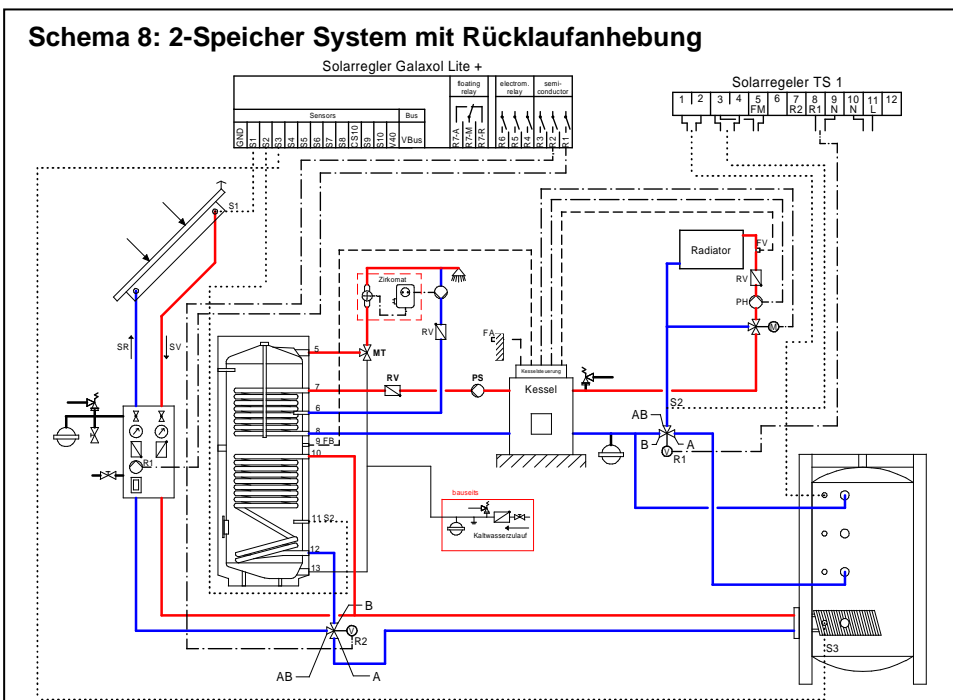 Schema 8: 2-Speicher System mit Rücklaufanhebung
Solarregler Galaxol Lite +
Sensors
Bus
floating relay
electrom. relay
semi-conductor
GND S1 S2 S3 S4 S5 S6 S7 S8 CS10 S9 S10 V40 VBus
R7-A R7-M R7-R
R6 R5 R4
R3 R2 R1
Solarregeler TS 1
1 2 3 4 5 6 7 8 9 10 11 12
FM R2 R1 N N L
S1
SR
SV
R1
Zirkomat
RV
MT
5
7
6
8
9 FB
10
11 S2
12
13
RV
PS
FA
Kesselsteuerung
Kessel
Radiator
FV
RV
PH
M
S2
AB
B
A
V
R1
bauseits
Kaltwasserzulauf
B
V
R2
AB
A
S3